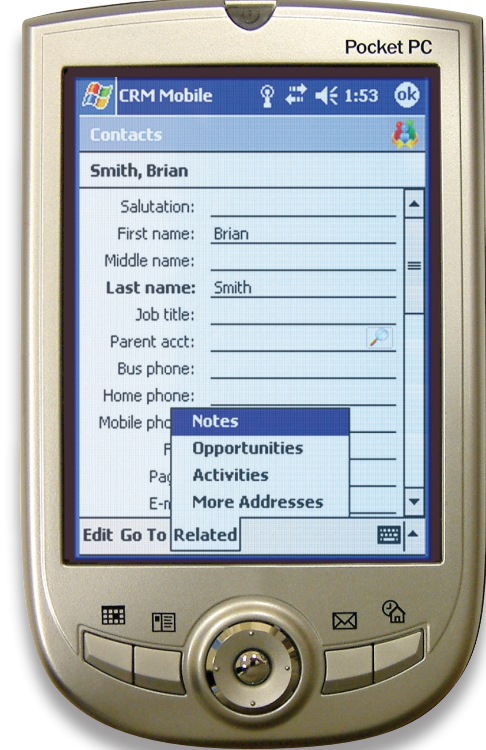 Pocket PC
CRM Mobile 1:53 ok
Contacts
Smith, Brian
Salutation:
First name: Brian
Middle name:
Last name: Smith
Job title:
Parent acct:
Bus phone:
Home phone:
Mobile pho
Notes
F
Opportunities
Pag
Activities
E-m
More Addresses
Edit Go To Related